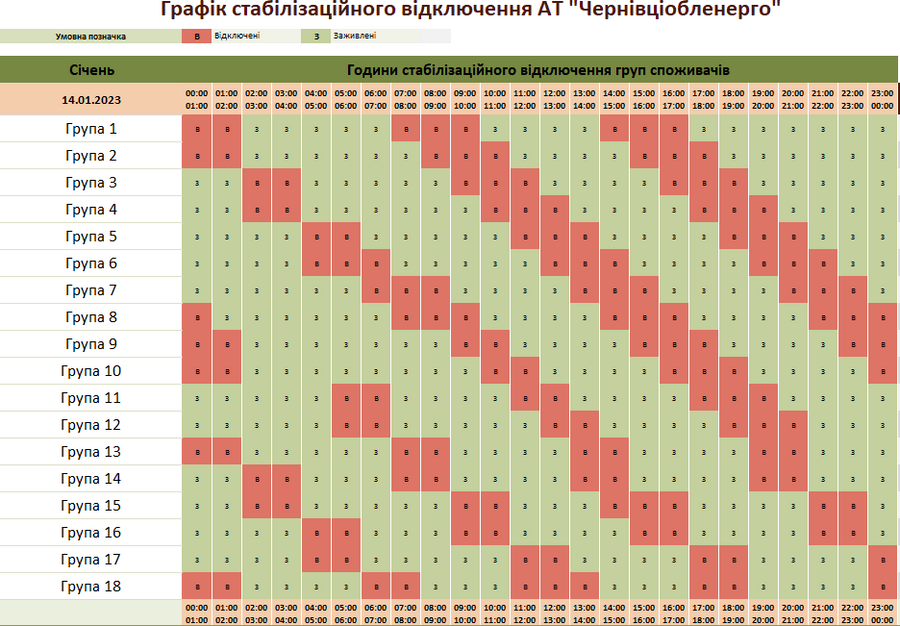 Графік стабілізаційного відключення АТ "Чернівціобленерго"
Умовна позначка В Відключені З Заживлені
Січень Години стабілізаційного відключення груп споживачів
14.01.2023 00:00 01:00 02:00 03:00 04:00 05:00 06:00 07:00 08:00 09:00 10:00 11:00 12:00 13:00 14:00 15:00 16:00 17:00 18:00 19:00 20:00 21:00 22:00 23:00
01:00 02:00 03:00 04:00 05:00 06:00 07:00 08:00 09:00 10:00 11:00 12:00 13:00 14:00 15:00 16:00 17:00 18:00 19:00 20:00 21:00 22:00 23:00 00:00
Група 1 В В З З З З З В В В З З З З В В В З З З З З З З
Група 2 В В З З З З З З В В В З З З З В В В З З З З З З
Група 3 З З В В З З З З З В В В З З З З В В В З З З З З
Група 4 З З В В З З З З З З В В В З З З З В В В З З З З
Група 5 З З З З В В З З З З З В В В З З З З В В В З З З
Група 6 З З З З В В В З З З З З В В В З З З З В В В З З
Група 7 З З З З З З В В В З З З З В В В З З З З В В В З
Група 8 В З З З З З З В В В З З З З В В В З З З З В В В
Група 9 В В З З З З З З З В В З З З З В В В З З З З В В
Група 10 В В З З З З З З З З В В З З З З В В В З З З З В
Група 11 З З З З З В В З З З З В В З З З З В В В З З З З
Група 12 З З З З З В В З З З З З В В З З З З В В В З З З
Група 13 В В З З З З З В В З З З З В В З З З З В В З З З
Група 14 З З В В З З З В В З З З З В В З З З З В В З З З
Група 15 З З В В З З З З З В В З З З В В В З З З З В В З
Група 16 З З З З В В З З З В В З З З З В В З З З З В В З
Група 17 З З З З В В З З З З З В В З З З З В В З З З З В
Група 18 В В З З З З В В З З З В В В З З З В В З З З З В
00:00 01:00 02:00 03:00 04:00 05:00 06:00 07:00 08:00 09:00 10:00 11:00 12:00 13:00 14:00 15:00 16:00 17:00 18:00 19:00 20:00 21:00 22:00 23:00
01:00 02:00 03:00 04:00 05:00 06:00 07:00 08:00 09:00 10:00 11:00 12:00 13:00 14:00 15:00 16:00 17:00 18:00 19:00 20:00 21:00 22:00 23:00 00:00